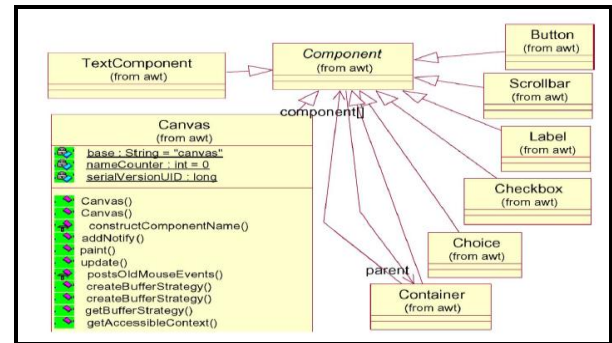 Button
(from awt)
Component
(from awt)
TextComponent
(from awt)
Scrollbar
(from awt)
component[]
Canvas
(from awt)
base : String = "canvas"
nameCounter : int = 0
serialVersionUID : long
Canvas()
Canvas()
constructComponentName()
addNotify()
paint()
update()
postsOldMouseEvents()
createBufferStrategy()
createBufferStrategy()
getBufferStrategy()
getAccessibleContext()
Label
(from awt)
Checkbox
(from awt)
Choice
(from awt)
parent
Container
(from awt)